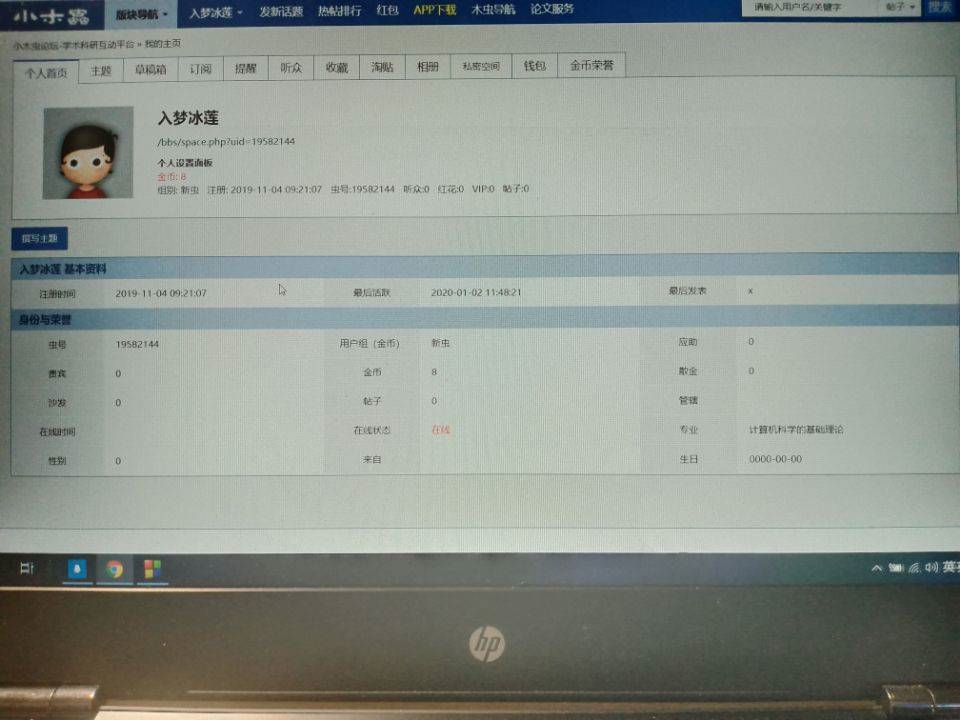 小木虫 版块导航 入梦冰莲 发新话题 热帖排行 红包 APP下载 木虫导航 论文服务 请输入用户名/关键字 帖子 搜索
小木虫论坛-学术科研互动平台 » 我的主页
个人首页 主题 草稿箱 订阅 提醒 听众 收藏 淘贴 相册 私密空间 钱包 金币荣誉
入梦冰莲
/bbs/space.php?uid=19582144
个人设置面板
金币: 8
组别: 新虫 注册: 2019-11-04 09:21:07 虫号:19582144 听众:0 红花:0 VIP:0 帖子:0
撰写主题
入梦冰莲 基本资料
注册时间 2019-11-04 09:21:07 最后活跃 2020-01-02 11:48:21 最后发表 x
身份与荣誉
虫号 19582144 用户组 (金币) 新虫 应助 0
贵宾 0 金币 8 散金 0
沙发 0 帖子 0 管辖
在线时间 在线状态 在线 专业 计算机科学的基础理论
性别 0 来自 生日 0000-00-00
英
hp